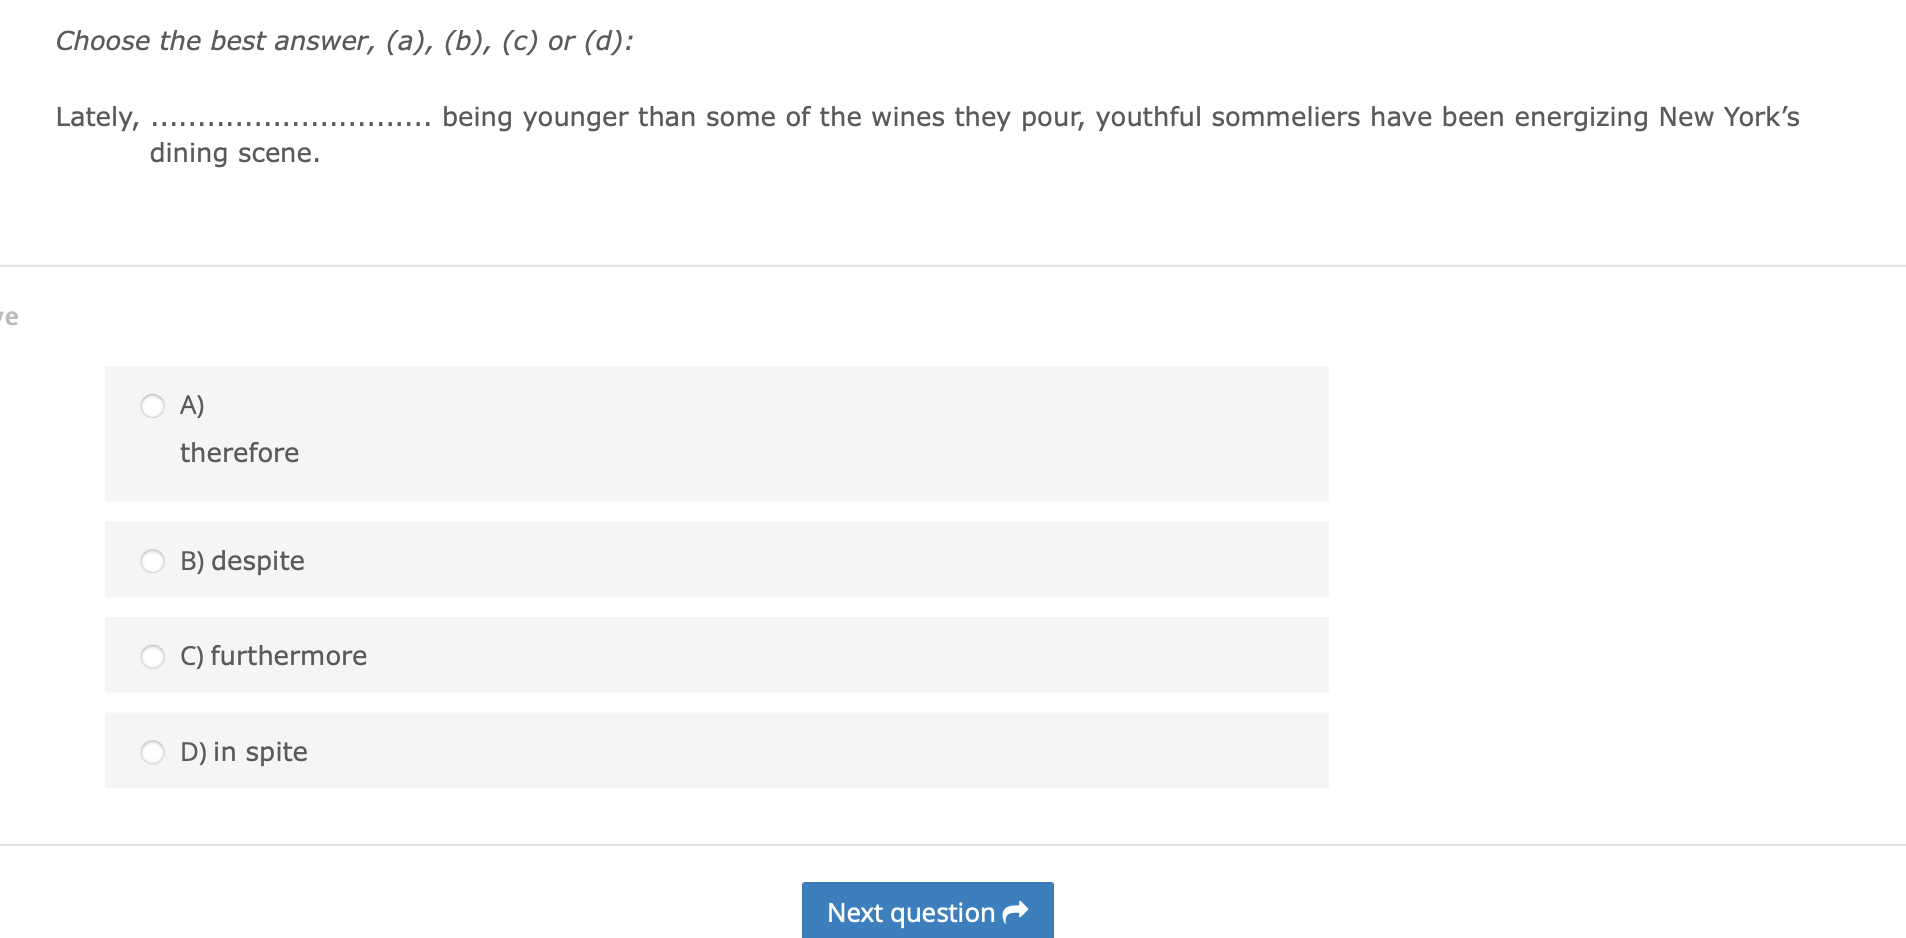 Choose the best answer, (a), (b), (c) or (d):
Lately, .............................. being younger than some of the wines they pour, youthful sommeliers have been energizing New York’s
dining scene.
A)
therefore
B) despite
C) furthermore
D) in spite
Next question